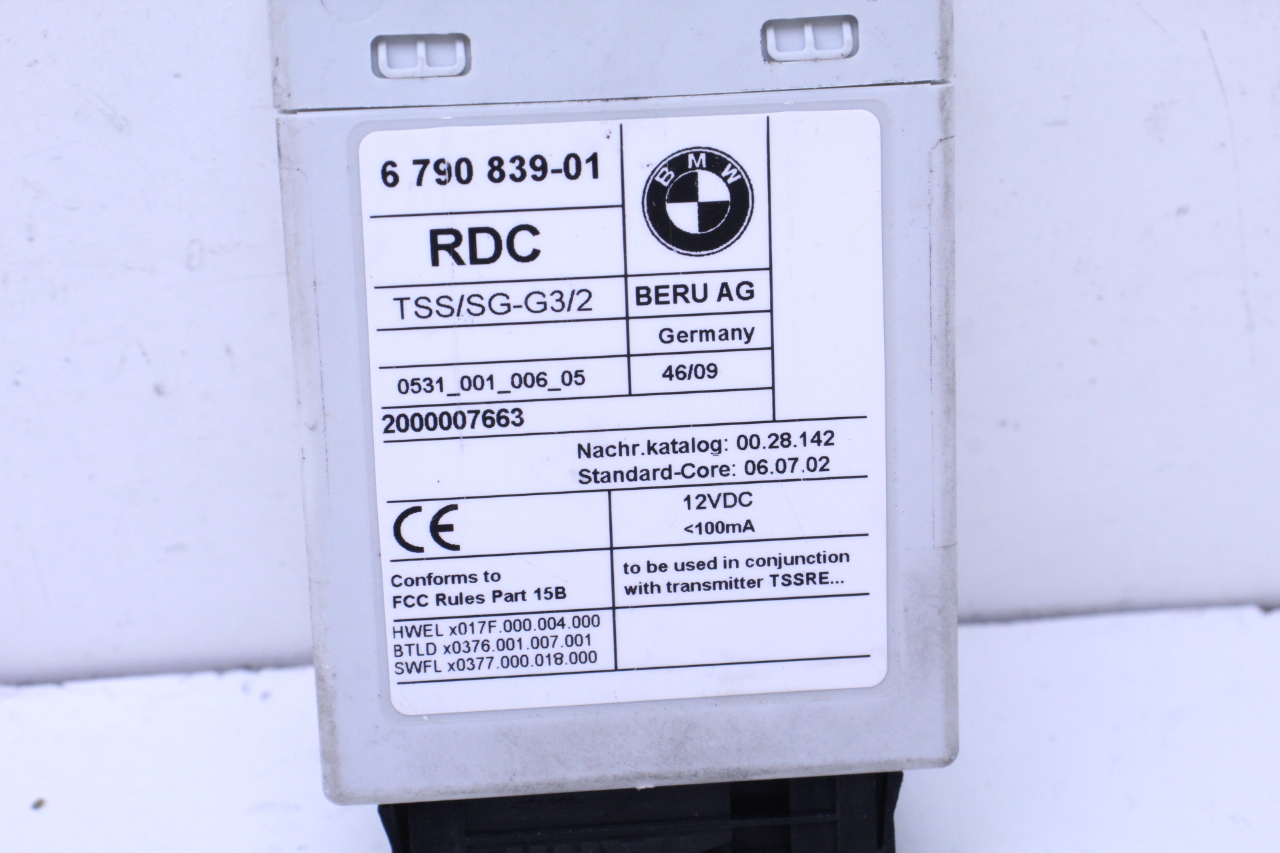 6 790 839-01
BMW
RDC
TSS/SG-G3/2
BERU AG
Germany
0531_001_006_05
46/09
2000007663
Nachr.katalog: 00.28.142
Standard-Core: 06.07.02
CE
12VDC
<100mA
Conforms to
FCC Rules Part 15B
to be used in conjunction
with transmitter TSSRE...
HWEL x017F.000.004.000
BTLD x0376.001.007.001
SWFL x0377.000.018.000